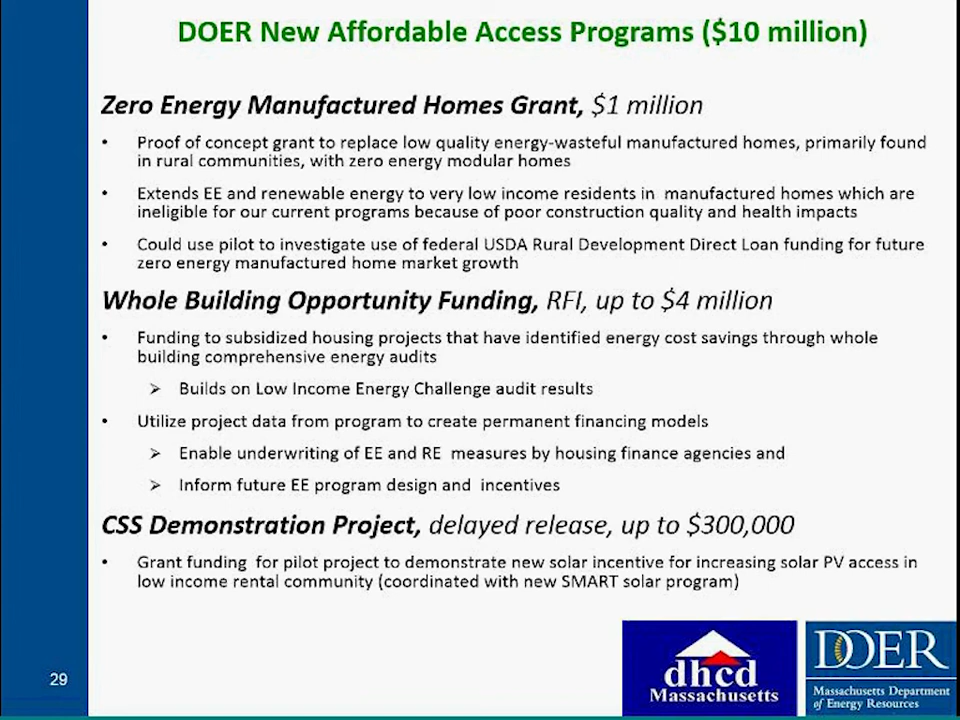 DOER New Affordable Access Programs ($10 million)
Zero Energy Manufactured Homes Grant, $1 million
• Proof of concept grant to replace low quality energy-wasteful manufactured homes, primarily found
in rural communities, with zero energy modular homes
• Extends EE and renewable energy to very low income residents in manufactured homes which are
ineligible for our current programs because of poor construction quality and health impacts
• Could use pilot to investigate use of federal USDA Rural Development Direct Loan funding for future
zero energy manufactured home market growth
Whole Building Opportunity Funding, RFI, up to $4 million
• Funding to subsidized housing projects that have identified energy cost savings through whole
building comprehensive energy audits
➢ Builds on Low Income Energy Challenge audit results
• Utilize project data from program to create permanent financing models
➢ Enable underwriting of EE and RE measures by housing finance agencies and
➢ Inform future EE program design and incentives
CSS Demonstration Project, delayed release, up to $300,000
• Grant funding for pilot project to demonstrate new solar incentive for increasing solar PV access in
low income rental community (coordinated with new SMART solar program)
29
dhcd
Massachusetts
DOER
Massachusetts Department
of Energy Resources